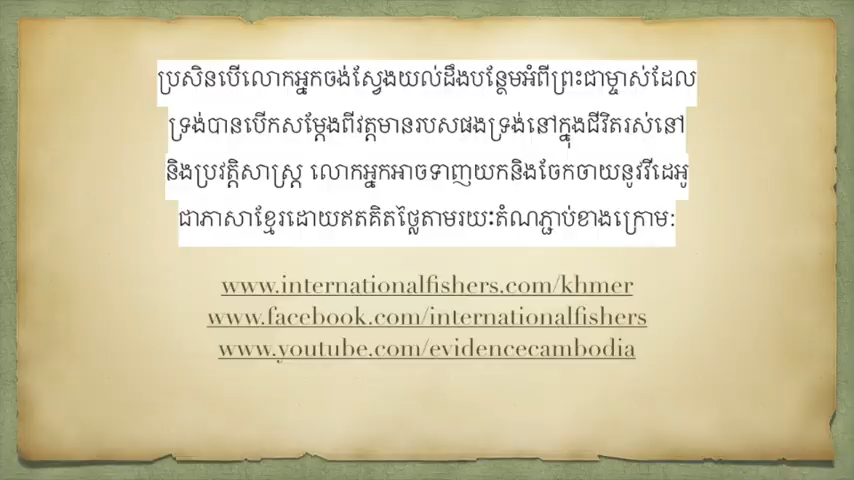 ប្រសិនបើលោកអ្នកចង់ស្វែងយល់ដឹងបន្ថែមអំពីព្រះជាម្ចាស់ដែល
ទ្រង់បានបើកសម្ដែងពីវត្តមានរបសផងទ្រង់នៅក្នុងជីវិតរស់នៅ
និងប្រវត្តិសាស្ត្រ លោកអ្នកអាចទាញយកនិងចែកចាយនូវវីដេអូ
ជាភាសាខ្មែរដោយឥតគិតថ្លៃតាមរយ:តំណភ្ជាប់ខាងក្រោម:
www.internationalfishers.com/khmer
www.facebook.com/internationalfishers
www.youtube.com/evidencecambodia